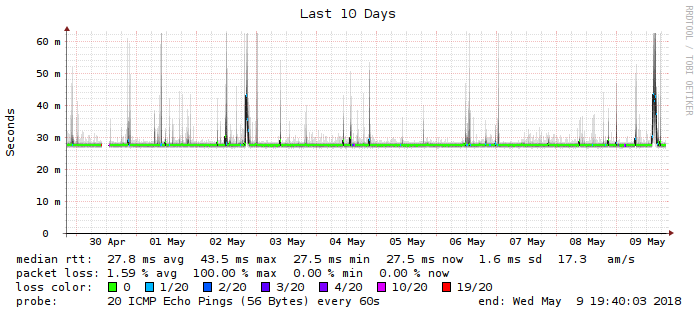 Last 10 Days
RRDTOOL / TOBI OETIKER
Seconds
60 m
50 m
40 m
30 m
20 m
10 m
0
30 Apr 01 May 02 May 03 May 04 May 05 May 06 May 07 May 08 May 09 May
median rtt: 27.8 ms avg 43.5 ms max 27.5 ms min 27.5 ms now 1.6 ms sd 17.3 am/s
packet loss: 1.59 % avg 100.00 % max 0.00 % min 0.00 % now
loss color: 0 1/20 2/20 3/20 4/20 10/20 19/20
probe: 20 ICMP Echo Pings (56 Bytes) every 60s end: Wed May 9 19:40:03 2018